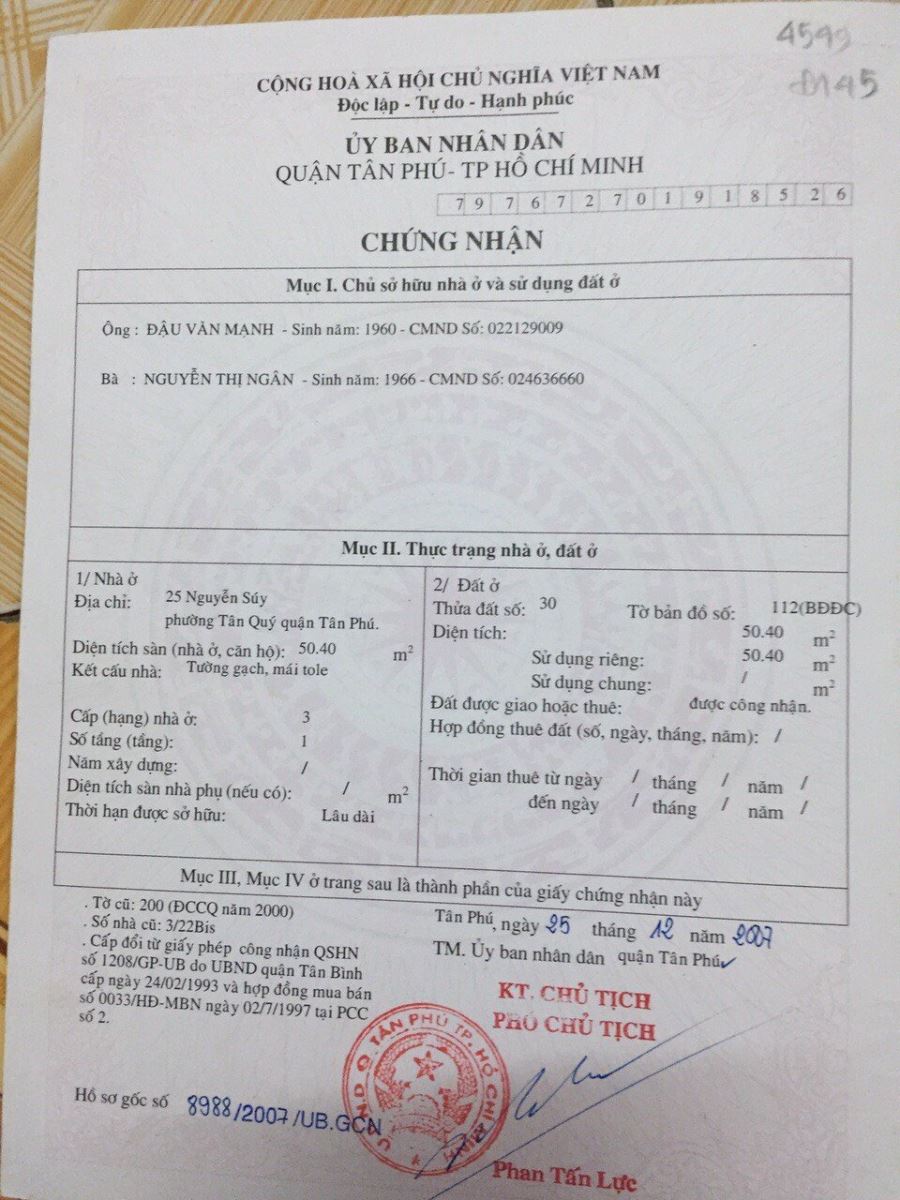 4599
CỘNG HOÀ XÃ HỘI CHỦ NGHĨA VIỆT NAM
Độc lập - Tự do - Hạnh phúc
ỦY BAN NHÂN DÂN
QUẬN TÂN PHÚ- TP HỒ CHÍ MINH
7 9 7 6 7 2 7 0 1 9 1 8 5 2 6
CHỨNG NHẬN
Mục I. Chủ sở hữu nhà ở và sử dụng đất ở
Ông : ĐẬU VĂN MẠNH - Sinh năm: 1960 - CMND Số: 022129009
Bà : NGUYỄN THỊ NGÂN - Sinh năm: 1966 - CMND Số: 024636660
Mục II. Thực trạng nhà ở, đất ở
1/ Nhà ở
Địa chỉ: 25 Nguyễn Súy
phường Tân Quý quận Tân Phú.
Diện tích sàn (nhà ở, căn hộ): 50.40 m²
Kết cấu nhà: Tường gạch, mái tole
Cấp (hạng) nhà ở: 3
Số tầng (tầng): 1
Năm xây dựng: /
Diện tích sàn nhà phụ (nếu có): / m²
Thời hạn được sở hữu: Lâu dài
2/ Đất ở
Thửa đất số: 30 Tờ bản đồ số: 112(BĐĐC)
Diện tích: 50.40 m²
Sử dụng riêng: 50.40 m²
Sử dụng chung: / m²
Đất được giao hoặc thuê: được công nhận.
Hợp đồng thuê đất (số, ngày, tháng, năm): /
Thời gian thuê từ ngày / tháng / năm /
đến ngày / tháng / năm /
Mục III, Mục IV ở trang sau là thành phần của giấy chứng nhận này
. Tờ cũ: 200 (ĐCCQ năm 2000)
. Số nhà cũ: 3/22Bis
. Cấp đổi từ giấy phép công nhận QSHN
số 1208/GP-UB do UBND quận Tân Bình
cấp ngày 24/02/1993 và hợp đồng mua bán
số 0033/HĐ-MBN ngày 02/7/1997 tại PCC
số 2.
Hồ sơ gốc số 8988/2007/UB.GCN
Tân Phú, ngày 25 tháng 12 năm 2007
TM. Ủy ban nhân dân quận Tân Phú
KT. CHỦ TỊCH
PHÓ CHỦ TỊCH
U.B.N.D Q. TÂN PHÚ T.P. HỒ CHÍ MINH
Phan Tấn Lực